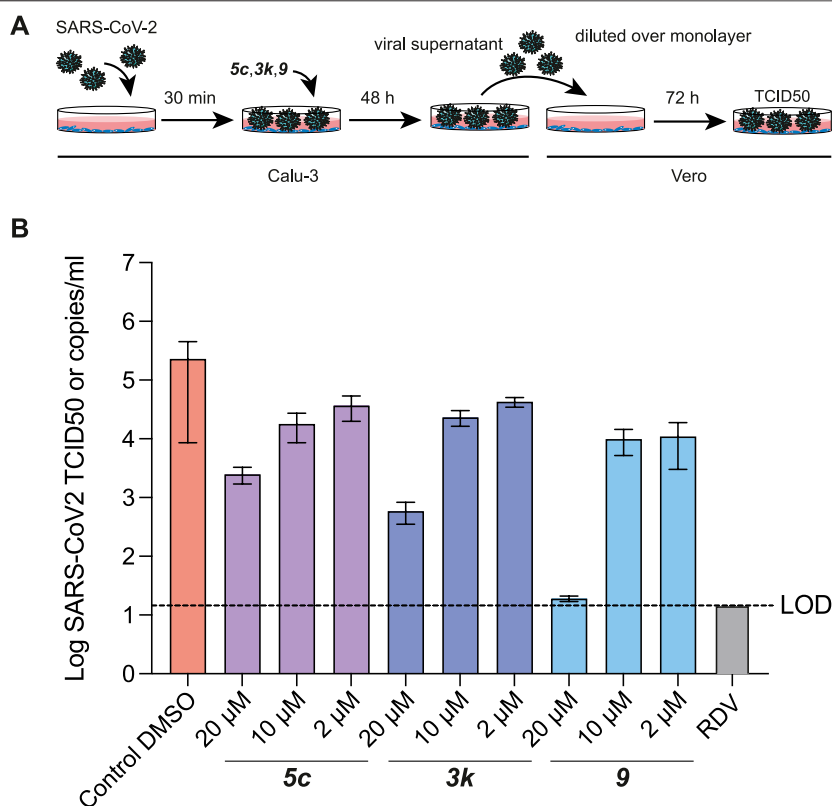 A
SARS-CoV-2
viral supernatant
diluted over monolayer
5c,3k,9
30 min
48 h
72 h
TCID50
Calu-3
Vero
B
Log SARS-CoV2 TCID50 or copies/ml
7
6
5
4
3
2
1
0
LOD
Control DMSO
20 µM
10 µM
2 µM
20 µM
10 µM
2 µM
20 µM
10 µM
2 µM
RDV
5c
3k
9